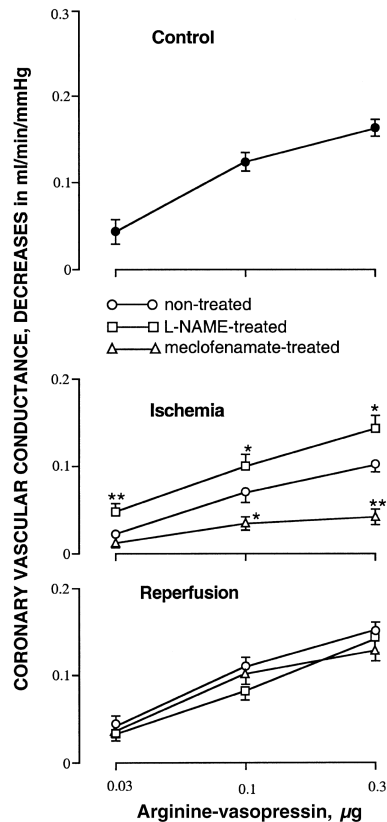 CORONARY VASCULAR CONDUCTANCE, DECREASES in ml/min/mmHg
0.3
Control
0.2
0.1
0
non-treated
L-NAME-treated
meclofenamate-treated
0.2
Ischemia
*
**
*
0.1
**
*
0
0.2
Reperfusion
0.1
0
0.03
0.1
0.3
Arginine-vasopressin, µg